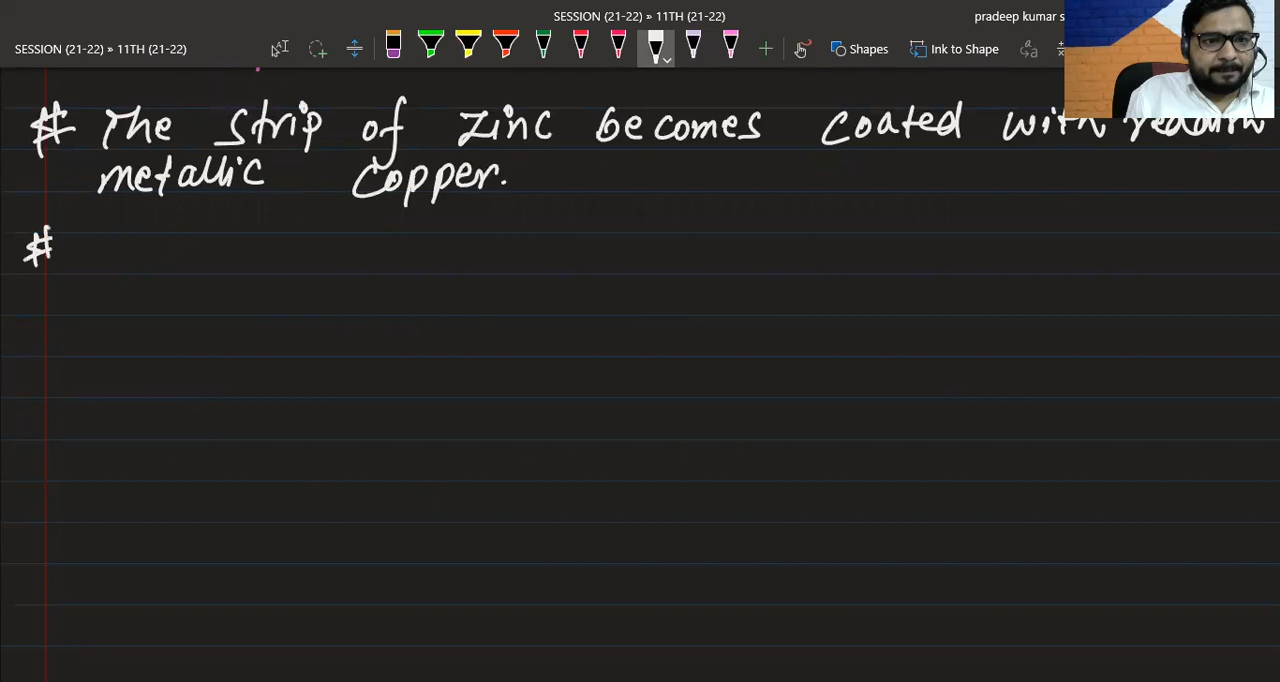 SESSION (21-22) » 11TH (21-22)
pradeep kumar s
SESSION (21-22) » 11TH (21-22)
Shapes
Ink to Shape
# The strip of zinc becomes coated with reddish
metallic copper.
#